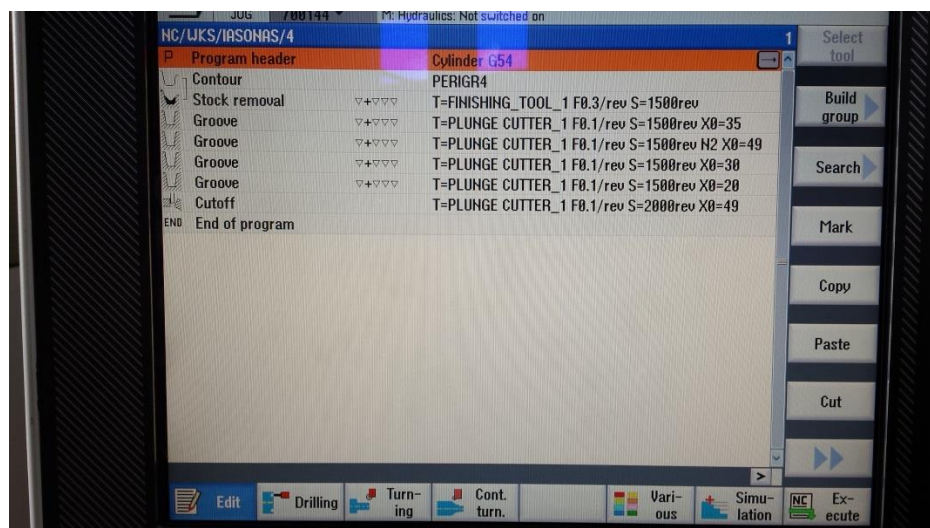 JOG 700144 M: Hydraulics: Not switched on
NC/WKS/IASONAS/4 1
P Program header Cylinder G54
Contour PERIGR4
Stock removal ▽+▽▽▽ T=FINISHING_TOOL_1 F0.3/rev S=1500rev
Groove ▽+▽▽▽ T=PLUNGE CUTTER_1 F0.1/rev S=1500rev X0=35
Groove ▽+▽▽▽ T=PLUNGE CUTTER_1 F0.1/rev S=1500rev N2 X0=49
Groove ▽+▽▽▽ T=PLUNGE CUTTER_1 F0.1/rev S=1500rev X0=30
Groove ▽+▽▽▽ T=PLUNGE CUTTER_1 F0.1/rev S=1500rev X0=20
Cutoff T=PLUNGE CUTTER_1 F0.1/rev S=2000rev X0=49
END End of program
Select
tool
Build
group
Search
Mark
Copy
Paste
Cut
Edit
Drilling
Turn-
ing
Cont.
turn.
Vari-
ous
Simu-
lation
NC Ex-
ecute